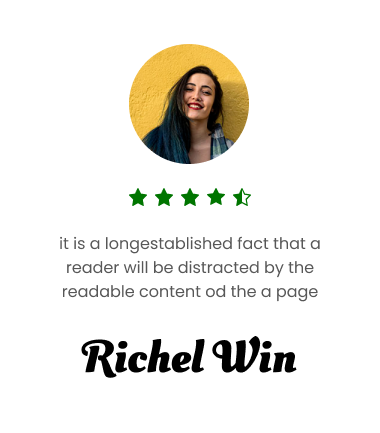 it is a longestablished fact that a
reader will be distracted by the
readable content od the a page
Richel Win